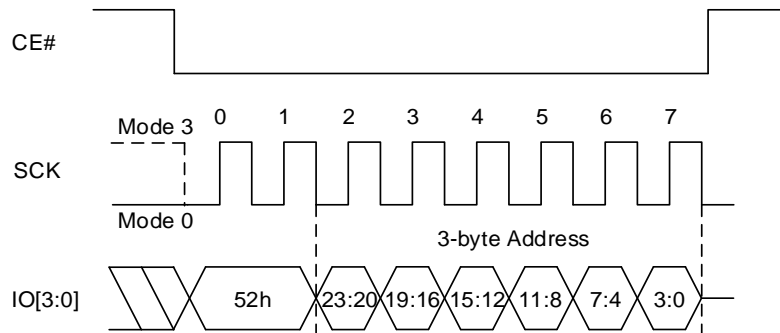 CE#
Mode 3
0 1 2 3 4 5 6 7
SCK
Mode 0
3-byte Address
IO[3:0]
52h 23:20 19:16 15:12 11:8 7:4 3:0